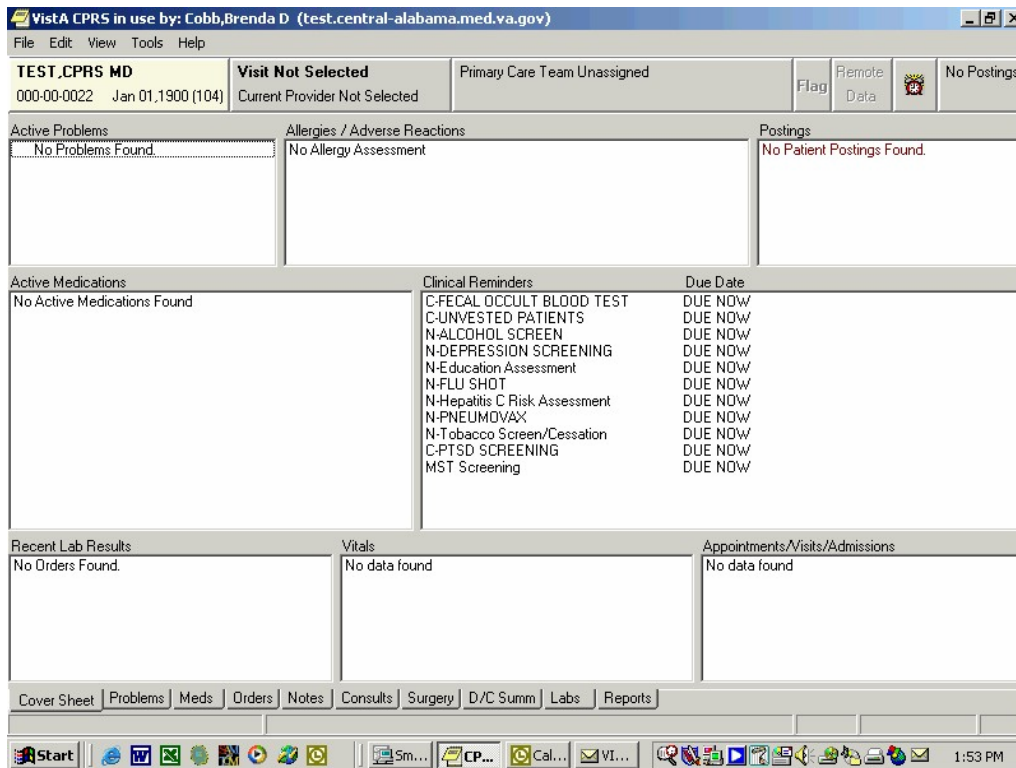 VistA CPRS in use by: Cobb,Brenda D (test.central-alabama.med.va.gov)
File Edit View Tools Help
TEST,CPRS MD
000-00-0022 Jan 01,1900 (104)
Visit Not Selected
Current Provider Not Selected
Primary Care Team Unassigned
Flag
Remote
Data
No Postings
Active Problems
No Problems Found.
Allergies / Adverse Reactions
No Allergy Assessment
Postings
No Patient Postings Found.
Active Medications
No Active Medications Found
Clinical Reminders Due Date
C-FECAL OCCULT BLOOD TEST DUE NOW
C-UNVESTED PATIENTS DUE NOW
N-ALCOHOL SCREEN DUE NOW
N-DEPRESSION SCREENING DUE NOW
N-Education Assessment DUE NOW
N-FLU SHOT DUE NOW
N-Hepatitis C Risk Assessment DUE NOW
N-PNEUMOVAX DUE NOW
N-Tobacco Screen/Cessation DUE NOW
C-PTSD SCREENING DUE NOW
MST Screening DUE NOW
Recent Lab Results
No Orders Found.
Vitals
No data found
Appointments/Visits/Admissions
No data found
Cover Sheet Problems Meds Orders Notes Consults Surgery D/C Summ Labs Reports
Start Sm... CP... Cal... VI... 1:53 PM